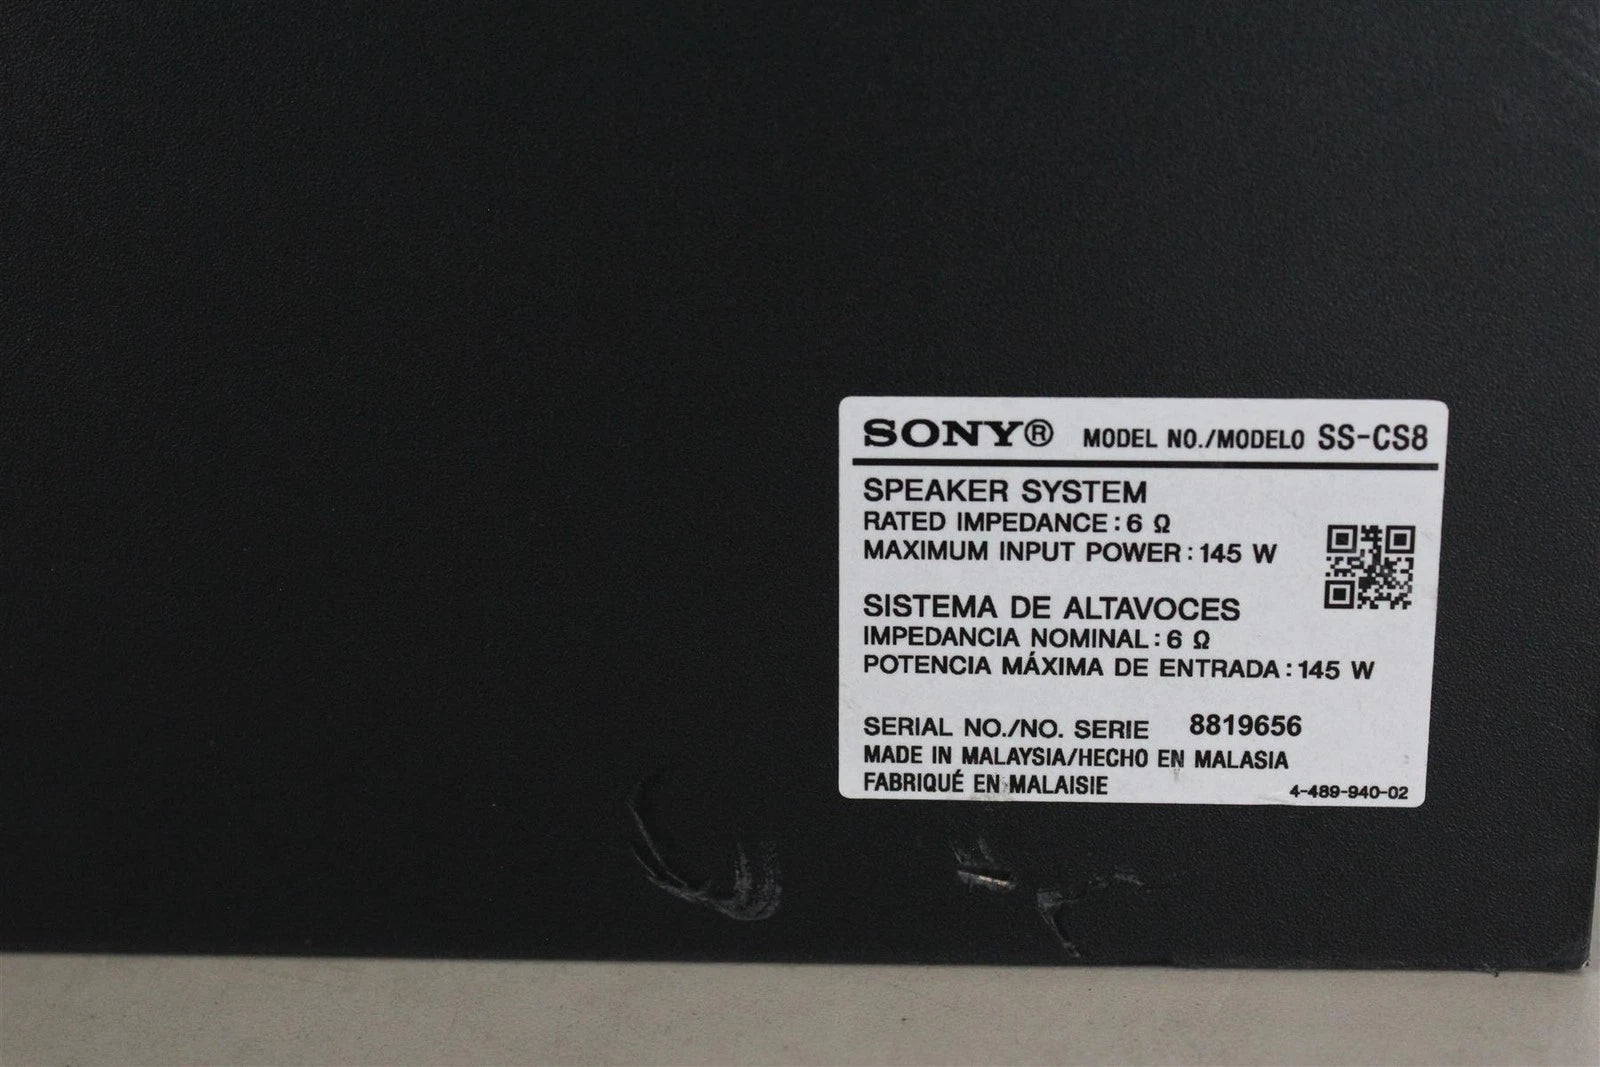 SONY® MODEL NO./MODELO SS-CS8
SPEAKER SYSTEM
RATED IMPEDANCE : 6 Ω
MAXIMUM INPUT POWER : 145 W
SISTEMA DE ALTAVOCES
IMPEDANCIA NOMINAL : 6 Ω
POTENCIA MÁXIMA DE ENTRADA : 145 W
SERIAL NO./NO. SERIE 8819656
MADE IN MALAYSIA/HECHO EN MALASIA
FABRIQUÉ EN MALAISIE 4-489-940-02